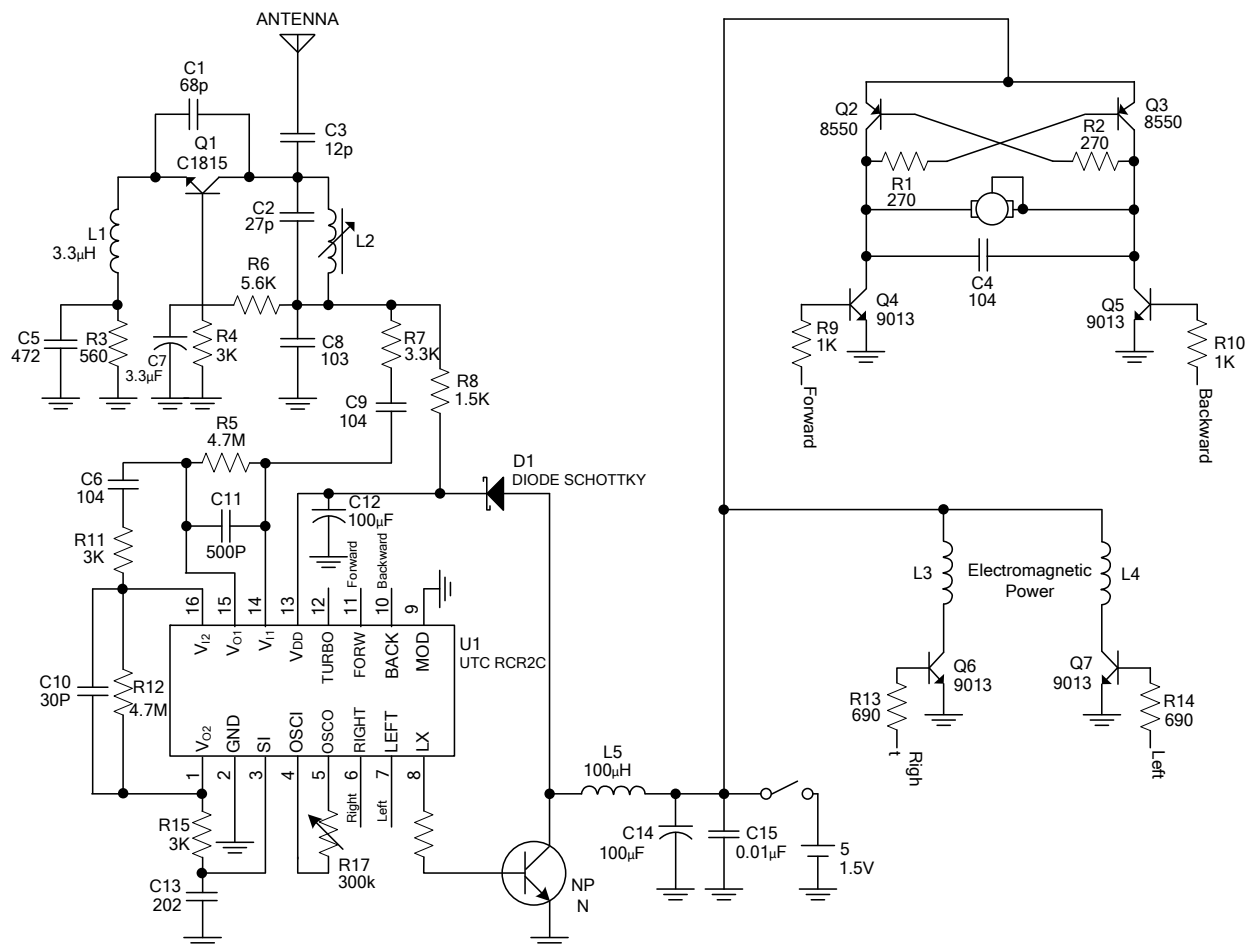 ANTENNA
C1
68p
Q1
C1815
C3
12p
C2
27p
L2
L1
3.3µH
R6
5.6K
C5
472
R3
560
C7
3.3µF
R4
3K
C8
103
R7
3.3K
R8
1.5K
C9
104
R5
4.7M
C6
104
C11
500P
R11
3K
D1
DIODE SCHOTTKY
C12
100µF
Forward
Backward
16
15
14
13
12
11
10
9
VI2
VO1
VI1
VDD
TURBO
FORW
BACK
MOD
U1
UTC RCR2C
C10
30P
R12
4.7M
VO2
GND
SI
OSCI
OSCO
RIGHT
LEFT
LX
1
2
3
4
5
6
7
8
Right
Left
R15
3K
C13
202
R17
300k
NP
N
L5
100µH
C14
100µF
C15
0.01µF
5
1.5V
Q2
8550
Q3
8550
R2
270
R1
270
C4
104
Q4
9013
Q5
9013
R9
1K
R10
1K
Forward
Backward
L3
Electromagnetic
Power
L4
Q6
9013
Q7
9013
R13
690
R14
690
Righ
t
Left